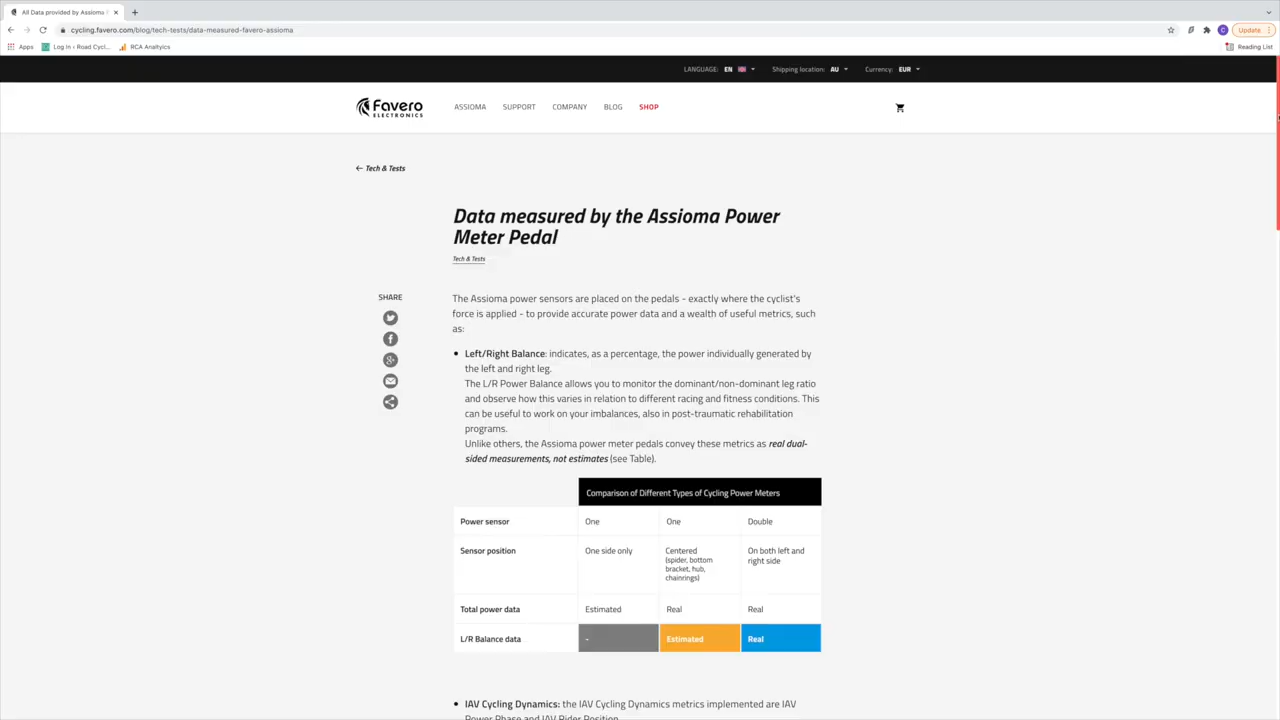 All Data provided by Assioma F
cycling.favero.com/blog/tech-tests/data-measured-favero-assioma
Update
Apps
Log In ‹ Road Cycl...
RCA Analtyics
Reading List
LANGUAGE: EN
Shipping location: AU
Currency: EUR
Favero
ELECTRONICS
ASSIOMA
SUPPORT
COMPANY
BLOG
SHOP
← Tech & Tests
Data measured by the Assioma Power
Meter Pedal
Tech & Tests
SHARE
The Assioma power sensors are placed on the pedals - exactly where the cyclist's
force is applied - to provide accurate power data and a wealth of useful metrics, such
as:
• Left/Right Balance: indicates, as a percentage, the power individually generated by
the left and right leg.
The L/R Power Balance allows you to monitor the dominant/non-dominant leg ratio
and observe how this varies in relation to different racing and fitness conditions. This
can be useful to work on your imbalances, also in post-traumatic rehabilitation
programs.
Unlike others, the Assioma power meter pedals convey these metrics as real dual-
sided measurements, not estimates (see Table).
Comparison of Different Types of Cycling Power Meters
Power sensor One One Double
Sensor position One side only Centered On both left and
(spider, bottom right side
bracket, hub,
chainrings)
Total power data Estimated Real Real
L/R Balance data - Estimated Real
• IAV Cycling Dynamics: the IAV Cycling Dynamics metrics implemented are IAV
Power Phase and IAV Rider Position.